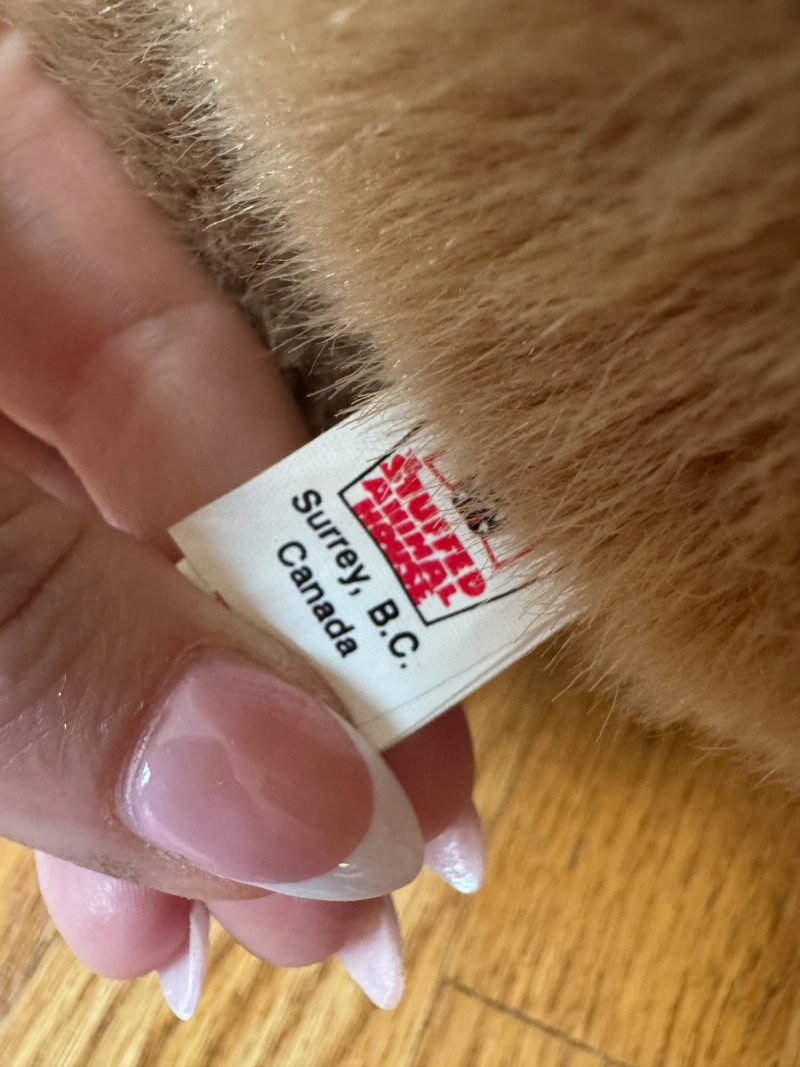 STUFFED
ANIMAL
HOUSE
Surrey, B.C.
Canada